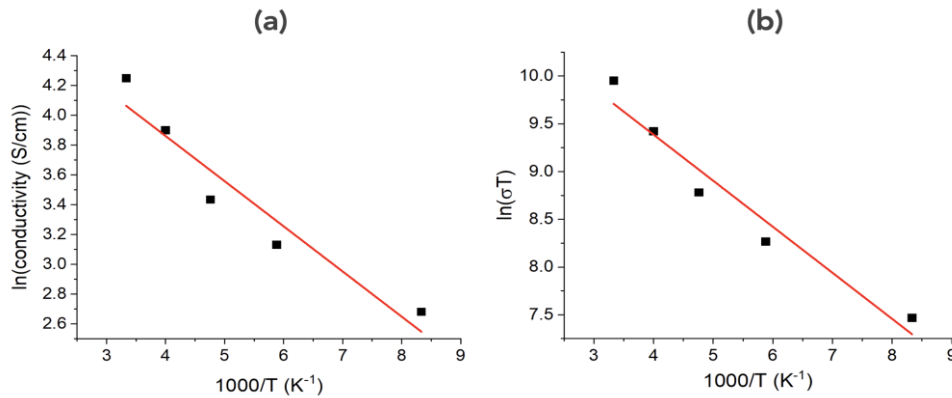 (a)
4.4
4.2
4.0
3.8
3.6
3.4
3.2
3.0
2.8
2.6
ln(conductivity (S/cm))
3 4 5 6 7 8 9
1000/T (K⁻¹)
(b)
10.0
9.5
9.0
8.5
8.0
7.5
ln(σT)
3 4 5 6 7 8 9
1000/T (K⁻¹)